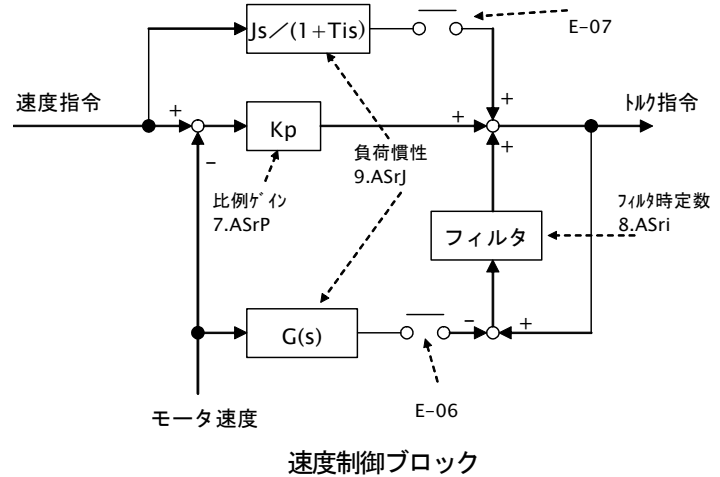 Js／(1+Tis)
E-07
速度指令
+
Kp
+
+
トルク指令
−
+
比例ゲイン
7.ASrP
負荷慣性
9.ASrJ
フィルタ
フィルタ時定数
8.ASri
G(s)
−
+
E-06
モータ速度
速度制御ブロック